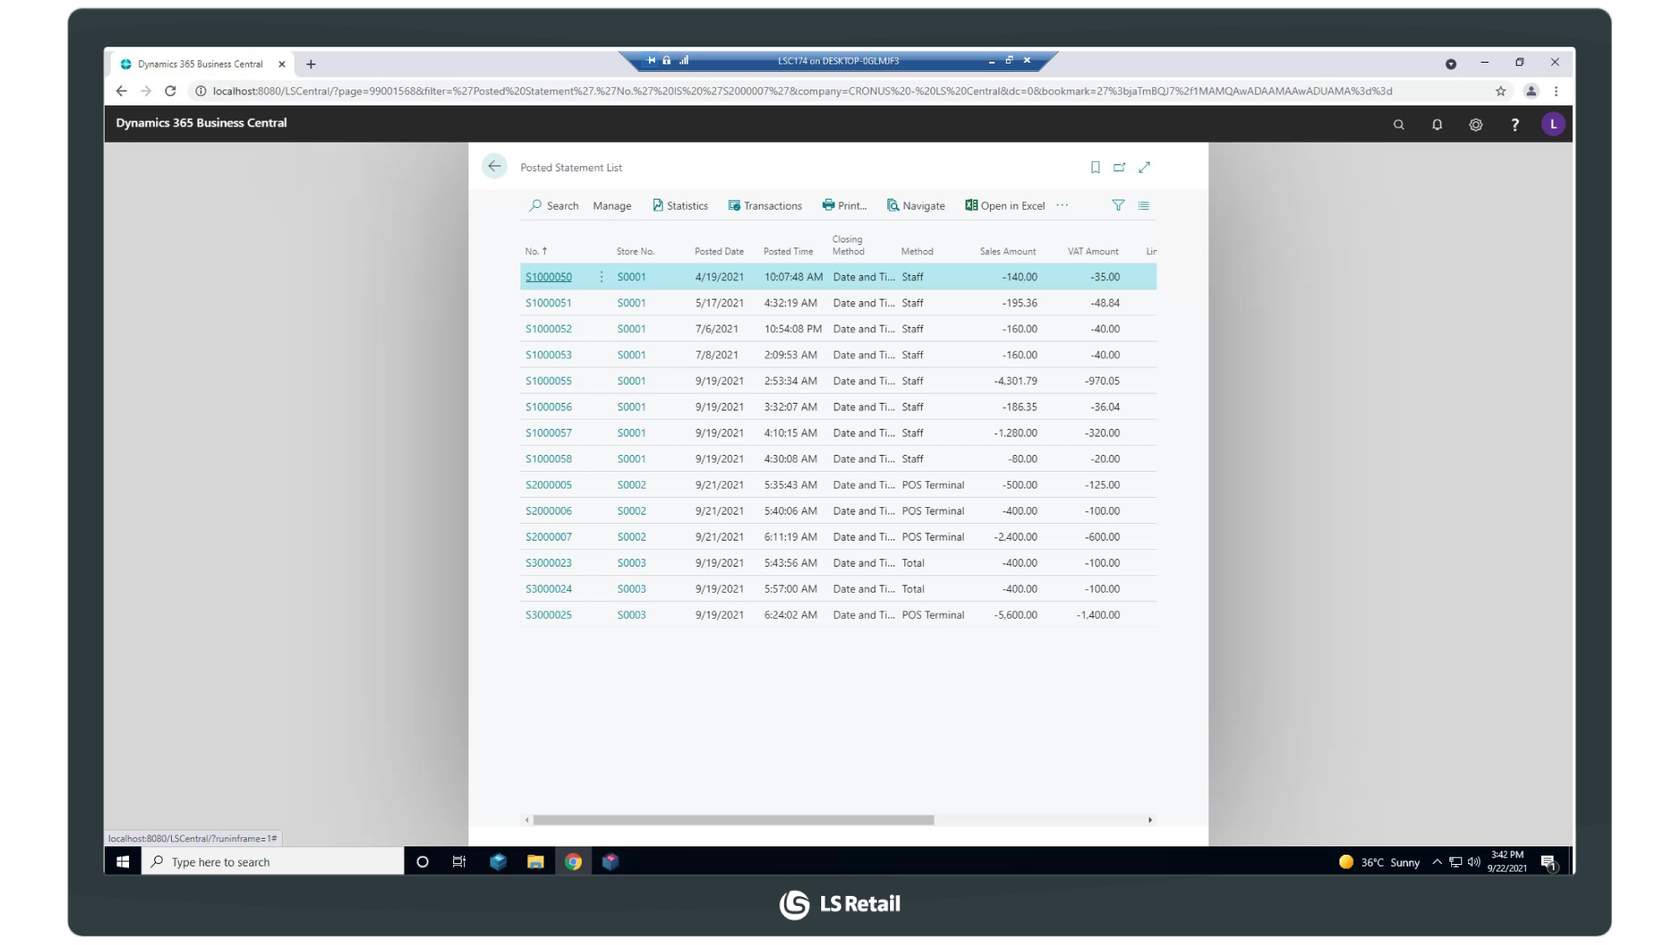 Dynamics 365 Business Central
LSC174 on DESKTOP-0GLMJF3
localhost:8080/LSCentral/?page=99001568&filter=%27Posted%20Statement%27.%27No.%27%20IS%20%27S2000007%27&company=CRONUS%20-%20LS%20Central&dc=0&bookmark=27%3bjaTmBQJ7%2f1MAMQAwADAAMAAwADUAMA%3d%3d
Dynamics 365 Business Central
L
Posted Statement List
Search Manage Statistics Transactions Print... Navigate Open in Excel ...
No. ↑ Store No. Posted Date Posted Time Closing Method Method Sales Amount VAT Amount Lir
S1000050 S0001 4/19/2021 10:07:48 AM Date and Ti... Staff -140.00 -35.00
S1000051 S0001 5/17/2021 4:32:19 AM Date and Ti... Staff -195.36 -48.84
S1000052 S0001 7/6/2021 10:54:08 PM Date and Ti... Staff -160.00 -40.00
S1000053 S0001 7/8/2021 2:09:53 AM Date and Ti... Staff -160.00 -40.00
S1000055 S0001 9/19/2021 2:53:34 AM Date and Ti... Staff -4,301.79 -970.05
S1000056 S0001 9/19/2021 3:32:07 AM Date and Ti... Staff -186.35 -36.04
S1000057 S0001 9/19/2021 4:10:15 AM Date and Ti... Staff -1,280.00 -320.00
S1000058 S0001 9/19/2021 4:30:08 AM Date and Ti... Staff -80.00 -20.00
S2000005 S0002 9/21/2021 5:35:43 AM Date and Ti... POS Terminal -500.00 -125.00
S2000006 S0002 9/21/2021 5:40:06 AM Date and Ti... POS Terminal -400.00 -100.00
S2000007 S0002 9/21/2021 6:11:19 AM Date and Ti... POS Terminal -2,400.00 -600.00
S3000023 S0003 9/19/2021 5:43:56 AM Date and Ti... Total -400.00 -100.00
S3000024 S0003 9/19/2021 5:57:00 AM Date and Ti... Total -400.00 -100.00
S3000025 S0003 9/19/2021 6:24:02 AM Date and Ti... POS Terminal -5,600.00 -1,400.00
localhost:8080/LSCentral/?runinframe=1#
Type here to search
36°C Sunny
3:42 PM
9/22/2021
1
LS Retail